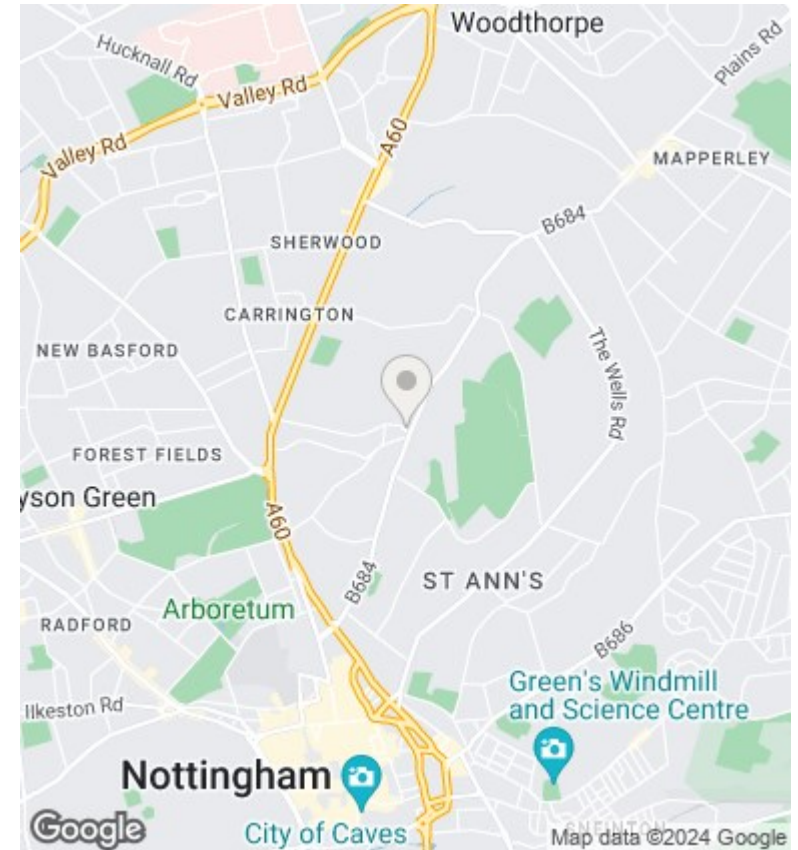 Woodthorpe
Hucknall Rd
Plains Rd
Valley Rd
A60
Valley Rd
MAPPERLEY
B684
SHERWOOD
CARRINGTON
The Wells Rd
NEW BASFORD
FOREST FIELDS
yson Green
A60
B684
ST ANN'S
Arboretum
RADFORD
B686
Green's Windmill
and Science Centre
Ilkeston Rd
Nottingham
City of Caves
Google
Map data ©2024 Google